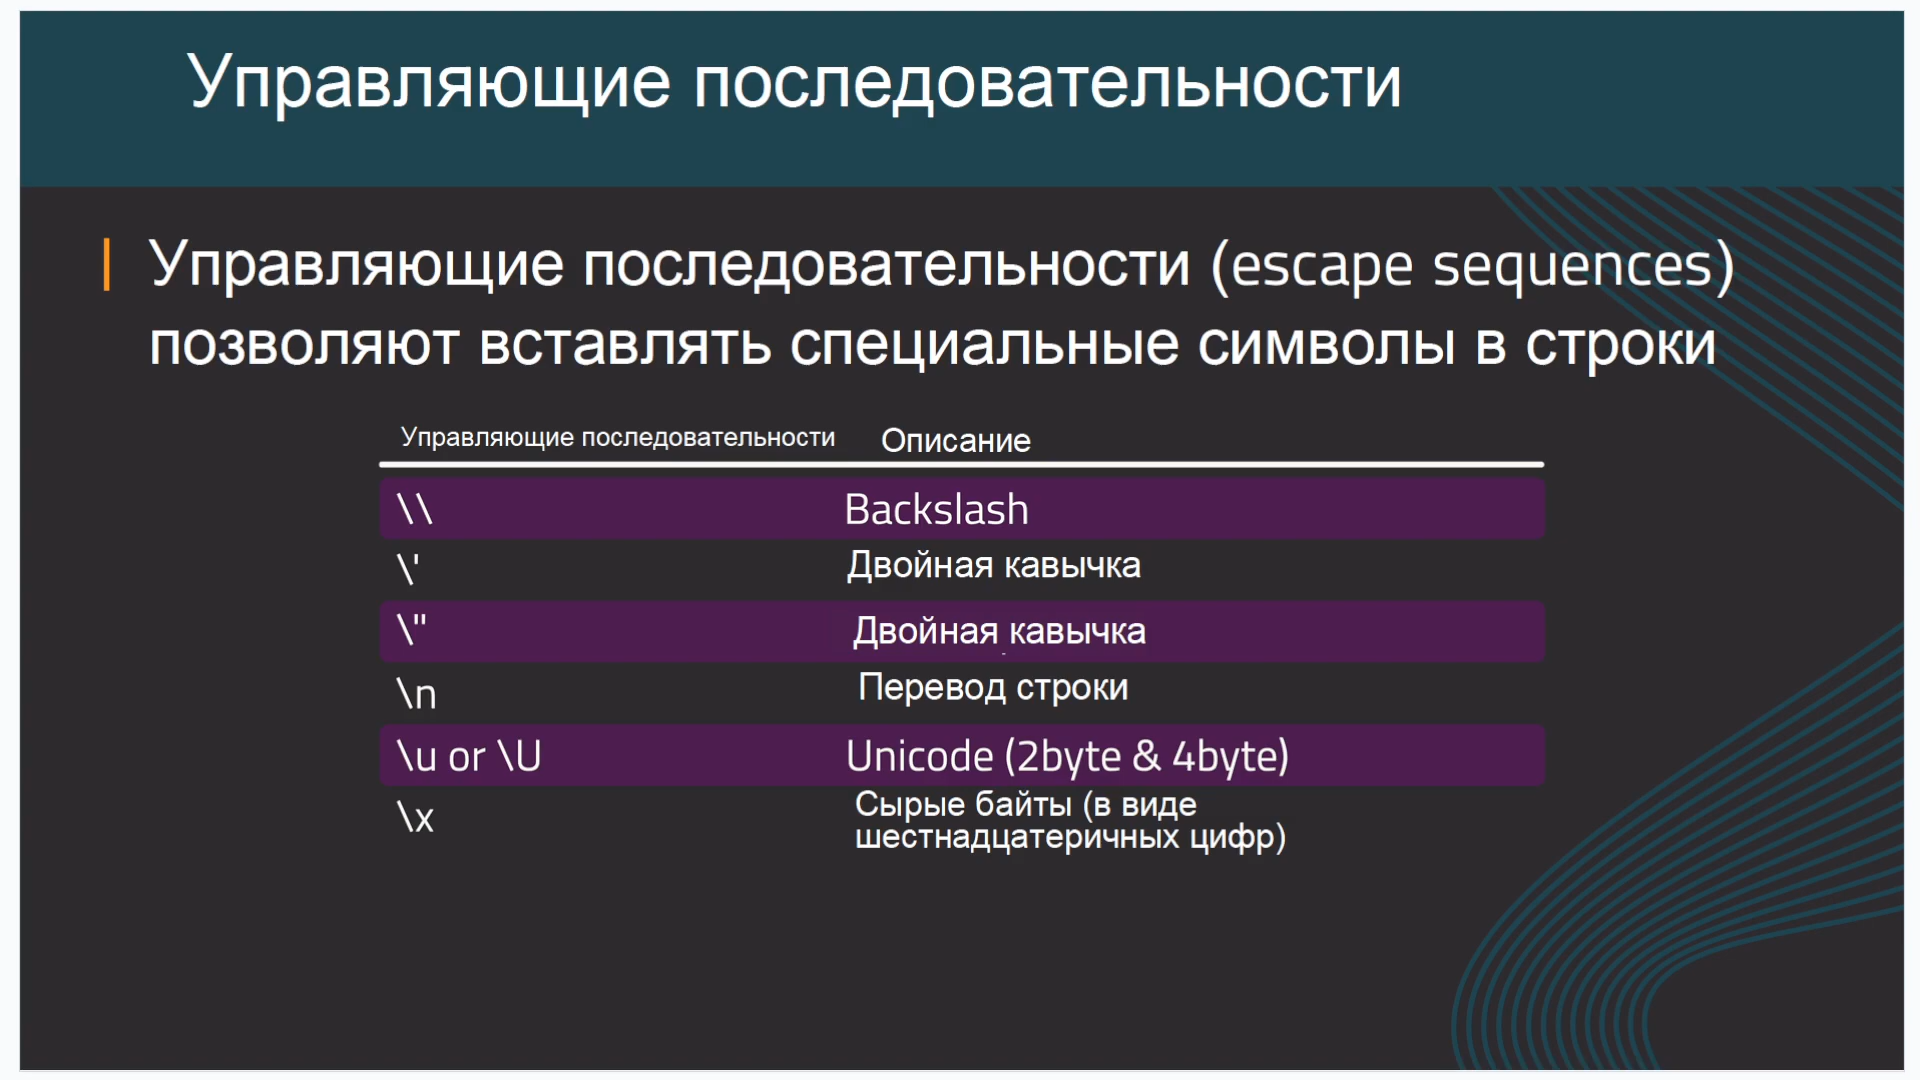 Управляющие последовательности
Управляющие последовательности (escape sequences)
позволяют вставлять специальные символы в строки
Управляющие последовательности Описание
\\ Backslash
\' Двойная кавычка
\" Двойная кавычка
\n Перевод строки
\u or \U Unicode (2byte & 4byte)
\x Сырые байты (в виде
шестнадцатеричных цифр)